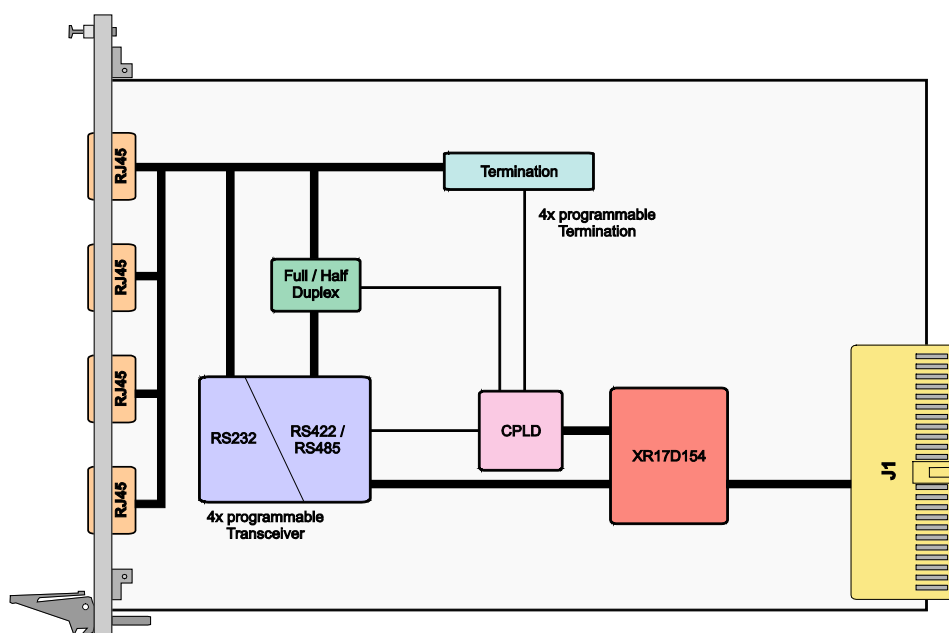 RJ45
Termination
4x programmable
Termination
RJ45
Full / Half
Duplex
RJ45
RS232
RS422 /
RS485
CPLD
XR17D154
J1
RJ45
4x programmable
Transceiver